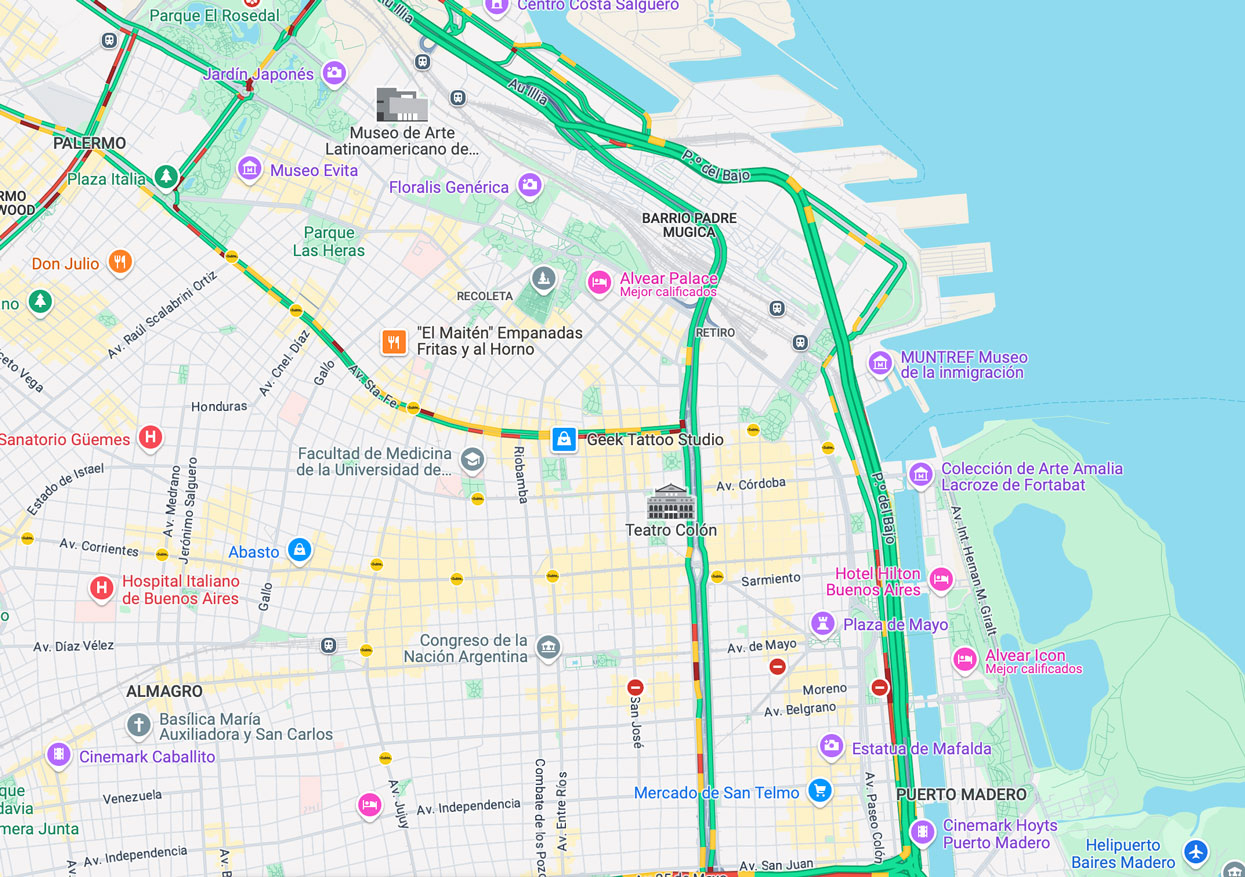 Parque El Rosedal
Centro Costa Salguero
Au Illia
Jardín Japonés
Au Illia
Museo de Arte
Latinoamericano de...
PALERMO
P.º del Bajo
Plaza Italia
Museo Evita
Floralis Genérica
RMO
WOOD
BARRIO PADRE
MUGICA
Parque
Las Heras
Don Julio
Alvear Palace
Mejor calificados
RECOLETA
no
Av. Raúl Scalabrini Ortiz
"El Maitén" Empanadas
Fritas y al Horno
RETIRO
MUNTREF Museo
de la inmigración
Av. Cnel. Díaz
Gallo
ceto Vega
Av. Sta. Fe
Honduras
Sanatorio Güemes
H
Geek Tattoo Studio
Facultad de Medicina
de la Universidad de...
Riobamba
Estado de Israel
Av. Medrano
Jerónimo Salguero
Av. Córdoba
Colección de Arte Amalia
Lacroze de Fortabat
P.º del Bajo
Av. Int. Hernan M. Giralt
Teatro Colón
Av. Corrientes
Abasto
Hotel Hilton
Buenos Aires
H
Hospital Italiano
de Buenos Aires
Gallo
Sarmiento
o
Plaza de Mayo
Congreso de la
Nación Argentina
Av. Díaz Vélez
Av. de Mayo
Alvear Icon
Mejor calificados
ALMAGRO
Moreno
Av. Belgrano
San José
Basílica María
Auxiliadora y San Carlos
Cinemark Caballito
Estatua de Mafalda
Mercado de San Telmo
PUERTO MADERO
que
davia
mera Junta
Venezuela
Av. Jujuy
Av. Independencia
Combate de los Pozo
Av. Entre Ríos
Av. Paseo Colón
Cinemark Hoyts
Puerto Madero
Helipuerto
Baires Madero
Av. Independencia
Av. B
Av. San Juan
Au 25 de Mayo